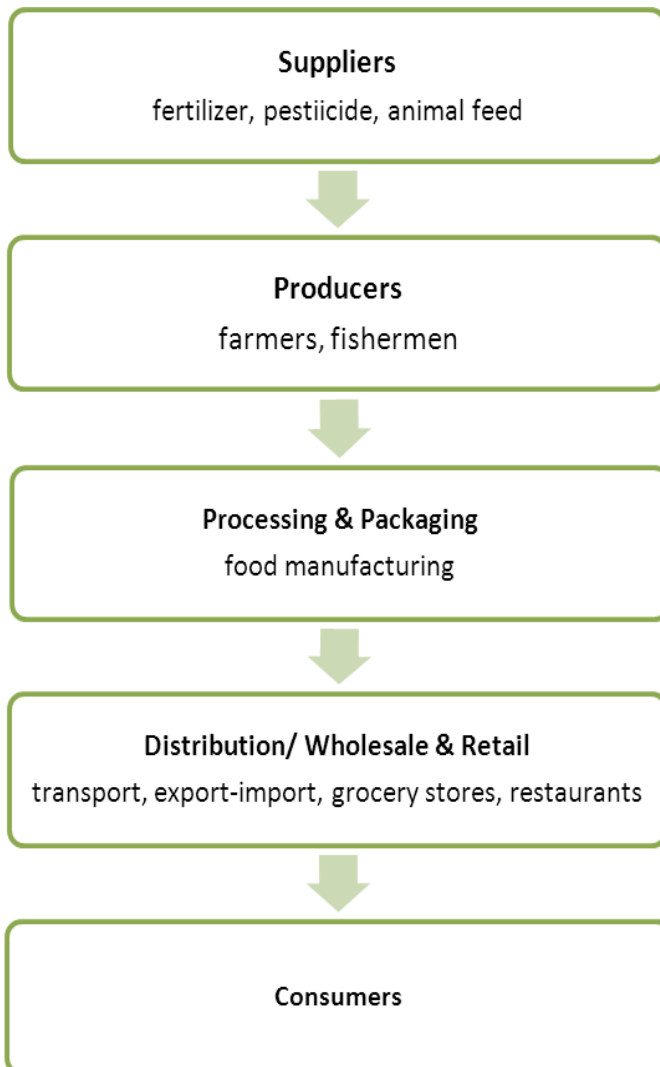 Suppliers
fertilizer, pestiicide, animal feed
Producers
farmers, fishermen
Processing & Packaging
food manufacturing
Distribution/ Wholesale & Retail
transport, export-import, grocery stores, restaurants
Consumers